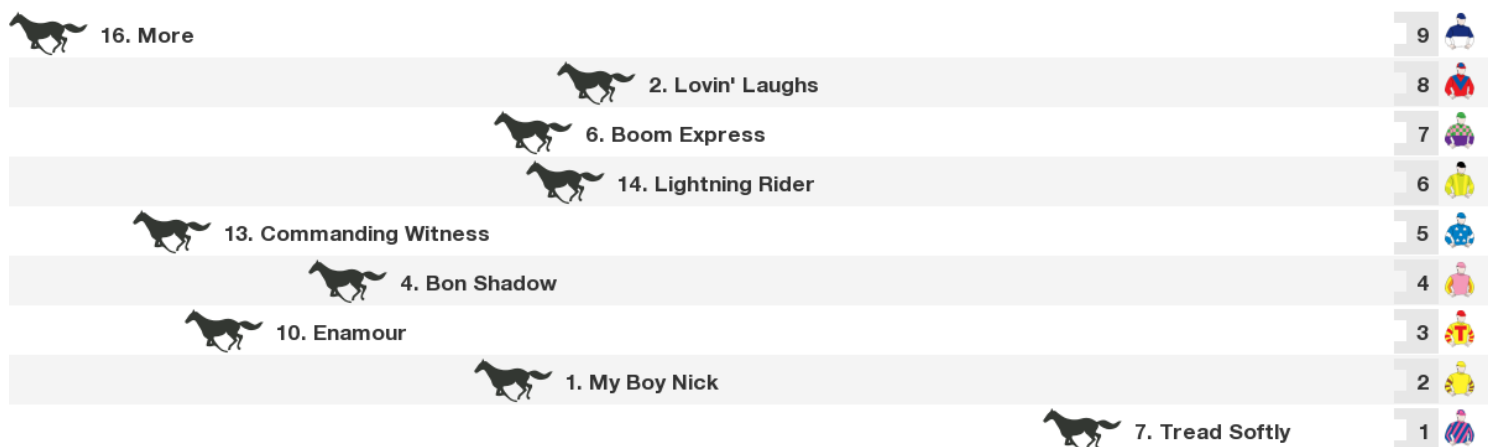 16. More 9
2. Lovin' Laughs 8
6. Boom Express 7
14. Lightning Rider 6
13. Commanding Witness 5
4. Bon Shadow 4
10. Enamour 3
T
1. My Boy Nick 2
7. Tread Softly 1